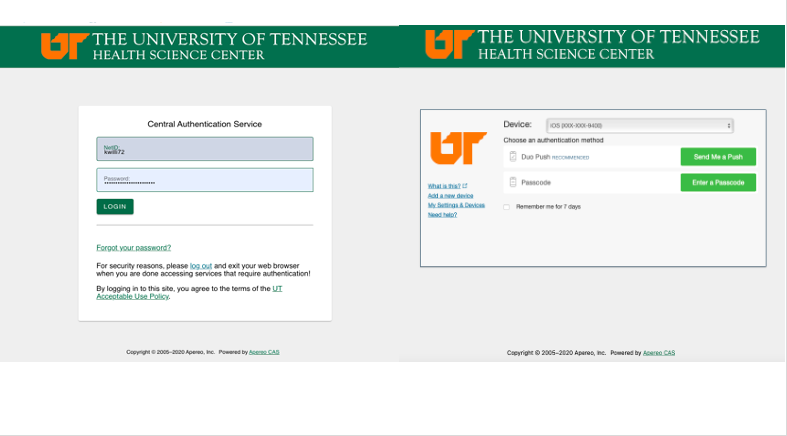 THE UNIVERSITY OF TENNESSEE
HEALTH SCIENCE CENTER
Central Authentication Service
NetID:
kwilli72
Password:
•••••••••••••••••••••
LOGIN
Forgot your password?
For security reasons, please log out and exit your web browser
when you are done accessing services that require authentication!
By logging in to this site, you agree to the terms of the UT
Acceptable Use Policy.
Copyright © 2005–2020 Apereo, Inc. Powered by Apereo CAS
THE UNIVERSITY OF TENNESSEE
HEALTH SCIENCE CENTER
Device: iOS (XXX-XXX-9400)
Choose an authentication method
Duo Push RECOMMENDED Send Me a Push
Passcode Enter a Passcode
Remember me for 7 days
What is this?
Add a new device
My Settings & Devices
Need help?
Copyright © 2005–2020 Apereo, Inc. Powered by Apereo CAS